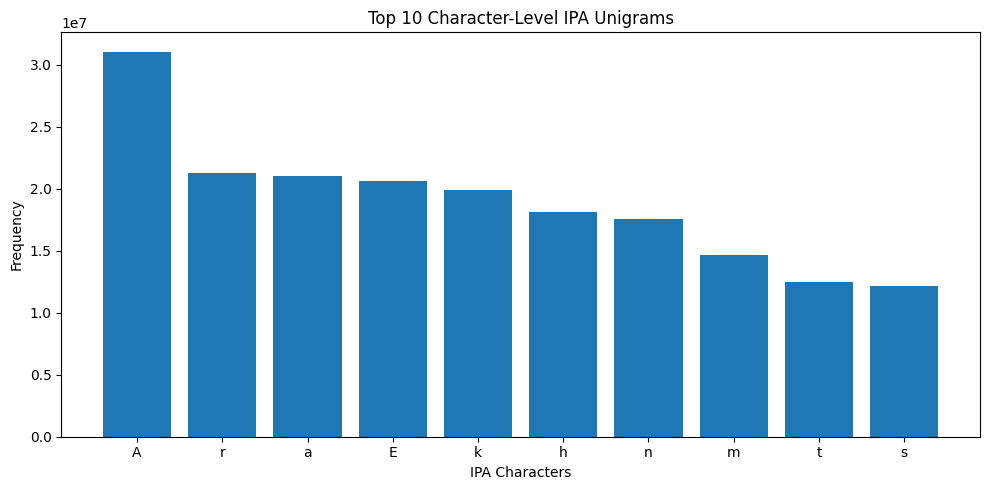 Top 10 Character-Level IPA Unigrams
1e7
3.0
2.5
2.0
1.5
1.0
0.5
0.0
Frequency
A r a E k h n m t s
IPA Characters